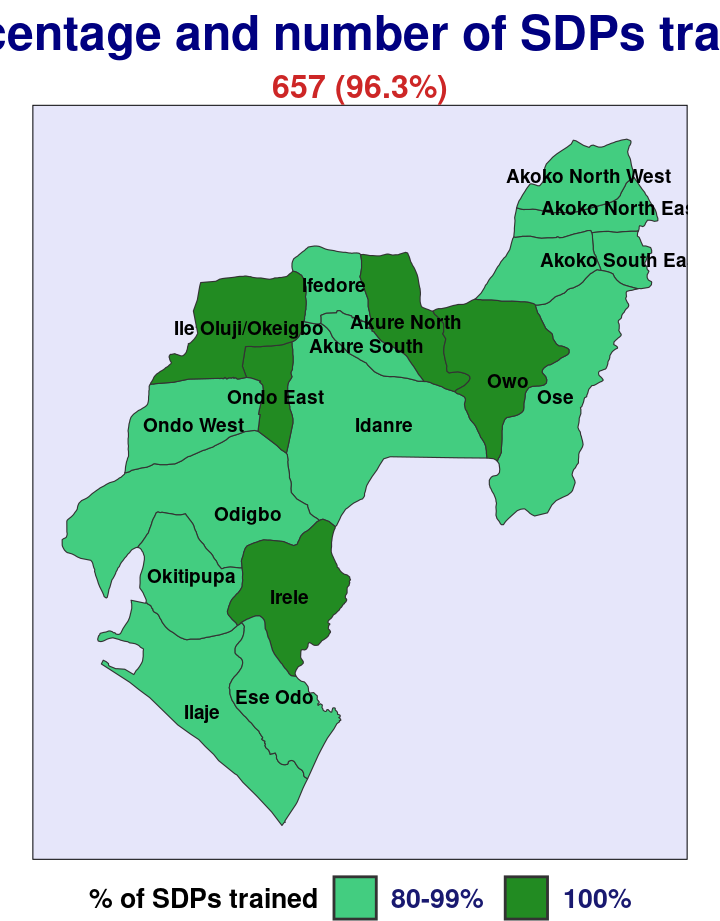 centage and number of SDPs tra
657 (96.3%)
Akoko North West
Akoko North Eas
Akoko South Ea
Ifedore
Ile Oluji/Okeigbo
Akure North
Akure South
Owo
Ondo East
Ose
Ondo West
Idanre
Odigbo
Okitipupa
Irele
Ese Odo
Ilaje
% of SDPs trained 80-99% 100%